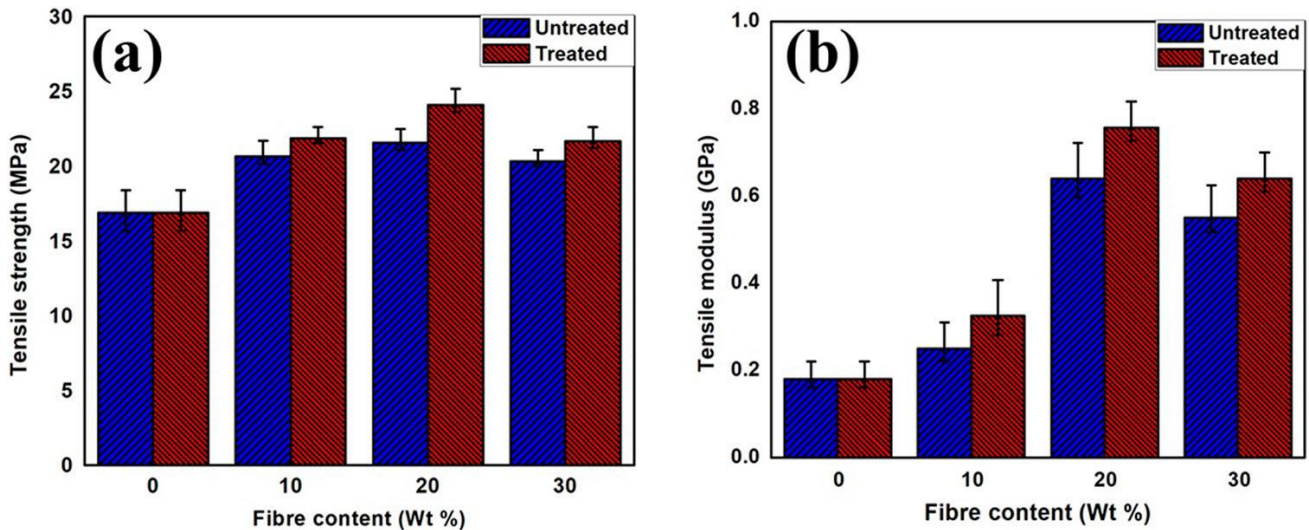 (a)
Untreated
Treated
Tensile strength (MPa)
30
25
20
15
10
5
0
0 10 20 30
Fibre content (Wt %)
(b)
Untreated
Treated
Tensile modulus (GPa)
1.0
0.8
0.6
0.4
0.2
0.0
0 10 20 30
Fibre content (Wt %)